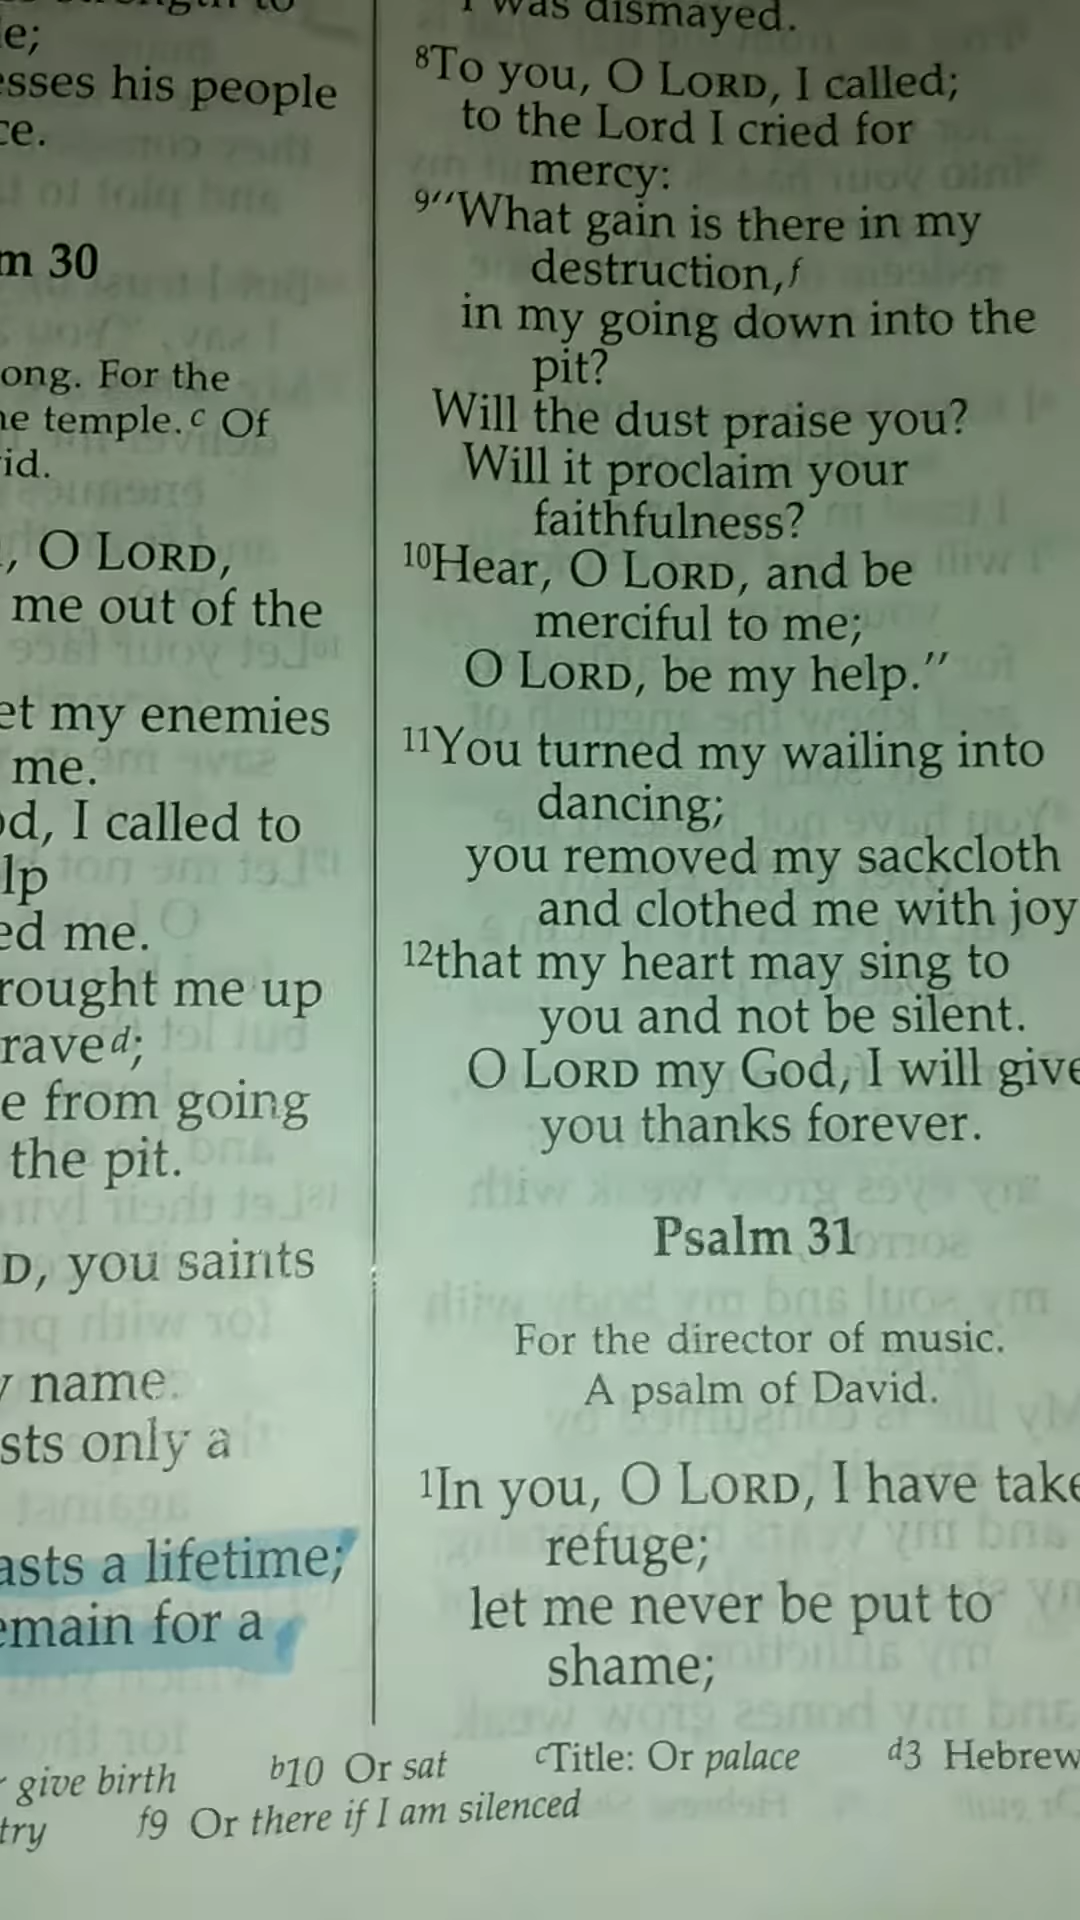 e;
esses his people
ce.
m 30
ong. For the
he temple.c Of
id.
, O LORD,
me out of the
et my enemies
me.
od, I called to
lp
ed me.
rought me up
raved;
e from going
the pit.
D, you saints
name.
sts only a
asts a lifetime;
emain for a
I was dismayed.
8To you, O LORD, I called;
to the Lord I cried for
mercy:
9"What gain is there in my
destruction,f
in my going down into the
pit?
Will the dust praise you?
Will it proclaim your
faithfulness?
10Hear, O LORD, and be
merciful to me;
O LORD, be my help."
11You turned my wailing into
dancing;
you removed my sackcloth
and clothed me with joy
12that my heart may sing to
you and not be silent.
O LORD my God, I will give
you thanks forever.
Psalm 31
For the director of music.
A psalm of David.
1In you, O LORD, I have take
refuge;
let me never be put to
shame;
give birth b10 Or sat cTitle: Or palace d3 Hebrew
try f9 Or there if I am silenced